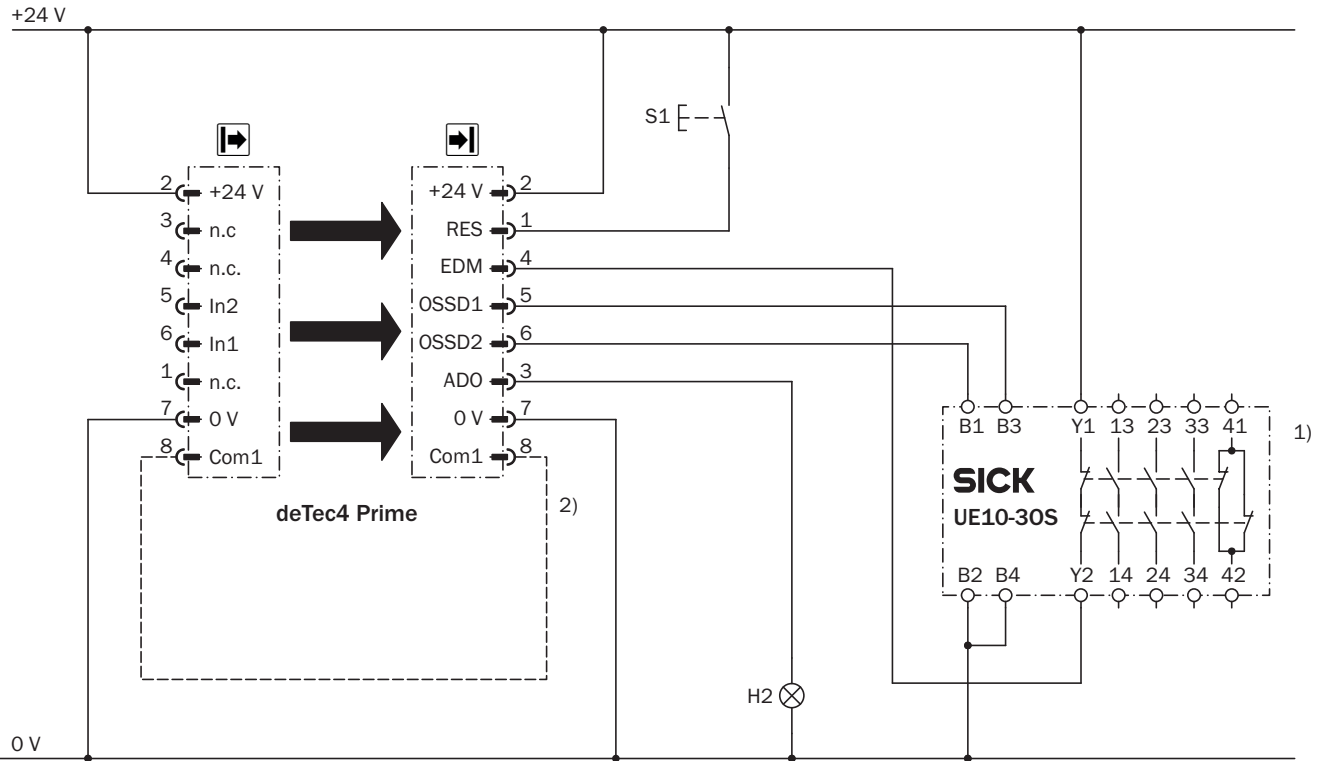 +24 V
S1
2 +24 V
3 n.c
4 n.c.
5 In2
6 In1
1 n.c.
7 0 V
8 Com1
+24 V 2
RES 1
EDM 4
OSSD1 5
OSSD2 6
ADO 3
0 V 7
Com1 8
deTec4 Prime
2)
B1 B3 Y1 13 23 33 41
1)
SICK
UE10-30S
B2 B4 Y2 14 24 34 42
H2
0 V